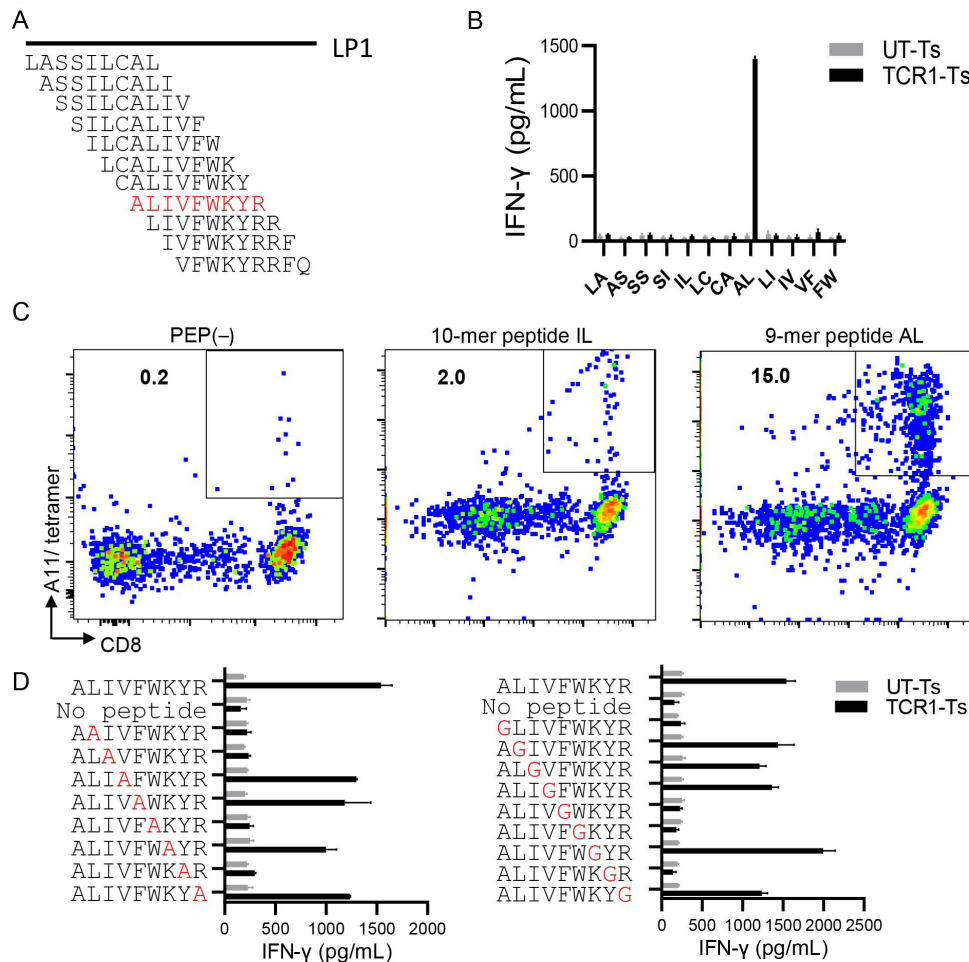 A
LP1
LASSILCAL
ASSILCALI
SSILCALIV
SILCALIVF
ILCALIVFW
LCALIVFWK
CALIVFWKY
ALIVFWKYR
LIVFWKYRR
IVFWKYRRF
VFWKYRRFQ
B
IFN-γ (pg/mL)
1500
1000
500
0
LA AS SS SI IL LC CA AL LI IV VF FW
UT-Ts
TCR1-Ts
C
PEP(–)
10-mer peptide IL
9-mer peptide AL
0.2
2.0
15.0
A11/ tetramer
CD8
D
ALIVFWKYR
No peptide
AAIVFWKYR
ALAVFWKYR
ALIAFWKYR
ALIVAWKYR
ALIVFAKYR
ALIVFWAYR
ALIVFWKAR
ALIVFWKYA
0 500 1000 1500 2000
IFN-γ (pg/mL)
ALIVFWKYR
No peptide
GLIVFWKYR
AGIVFWKYR
ALGVFWKYR
ALIGFWKYR
ALIVGWKYR
ALIVFGKYR
ALIVFWGYR
ALIVFWKGR
ALIVFWKYG
0 500 1000 1500 2000 2500
IFN-γ (pg/mL)
UT-Ts
TCR1-Ts